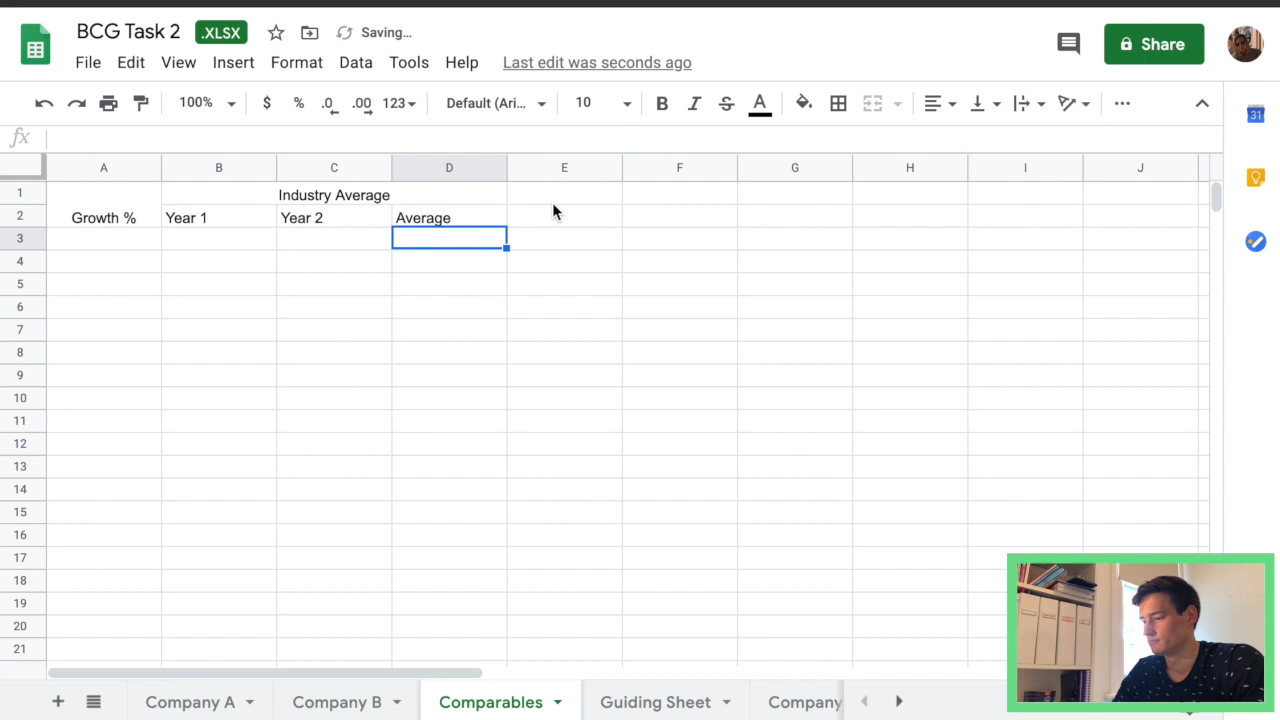 BCG Task 2 .XLSX Saving...
File Edit View Insert Format Data Tools Help Last edit was seconds ago
Share
100% $ % .0 .00 123 Default (Ari... 10 B I S A
31
fx
A B C D E F G H I J
1 Industry Average
2 Growth % Year 1 Year 2 Average
3
4
5
6
7
8
9
10
11
12
13
14
15
16
17
18
19
20
21
Company A Company B Comparables Guiding Sheet Company